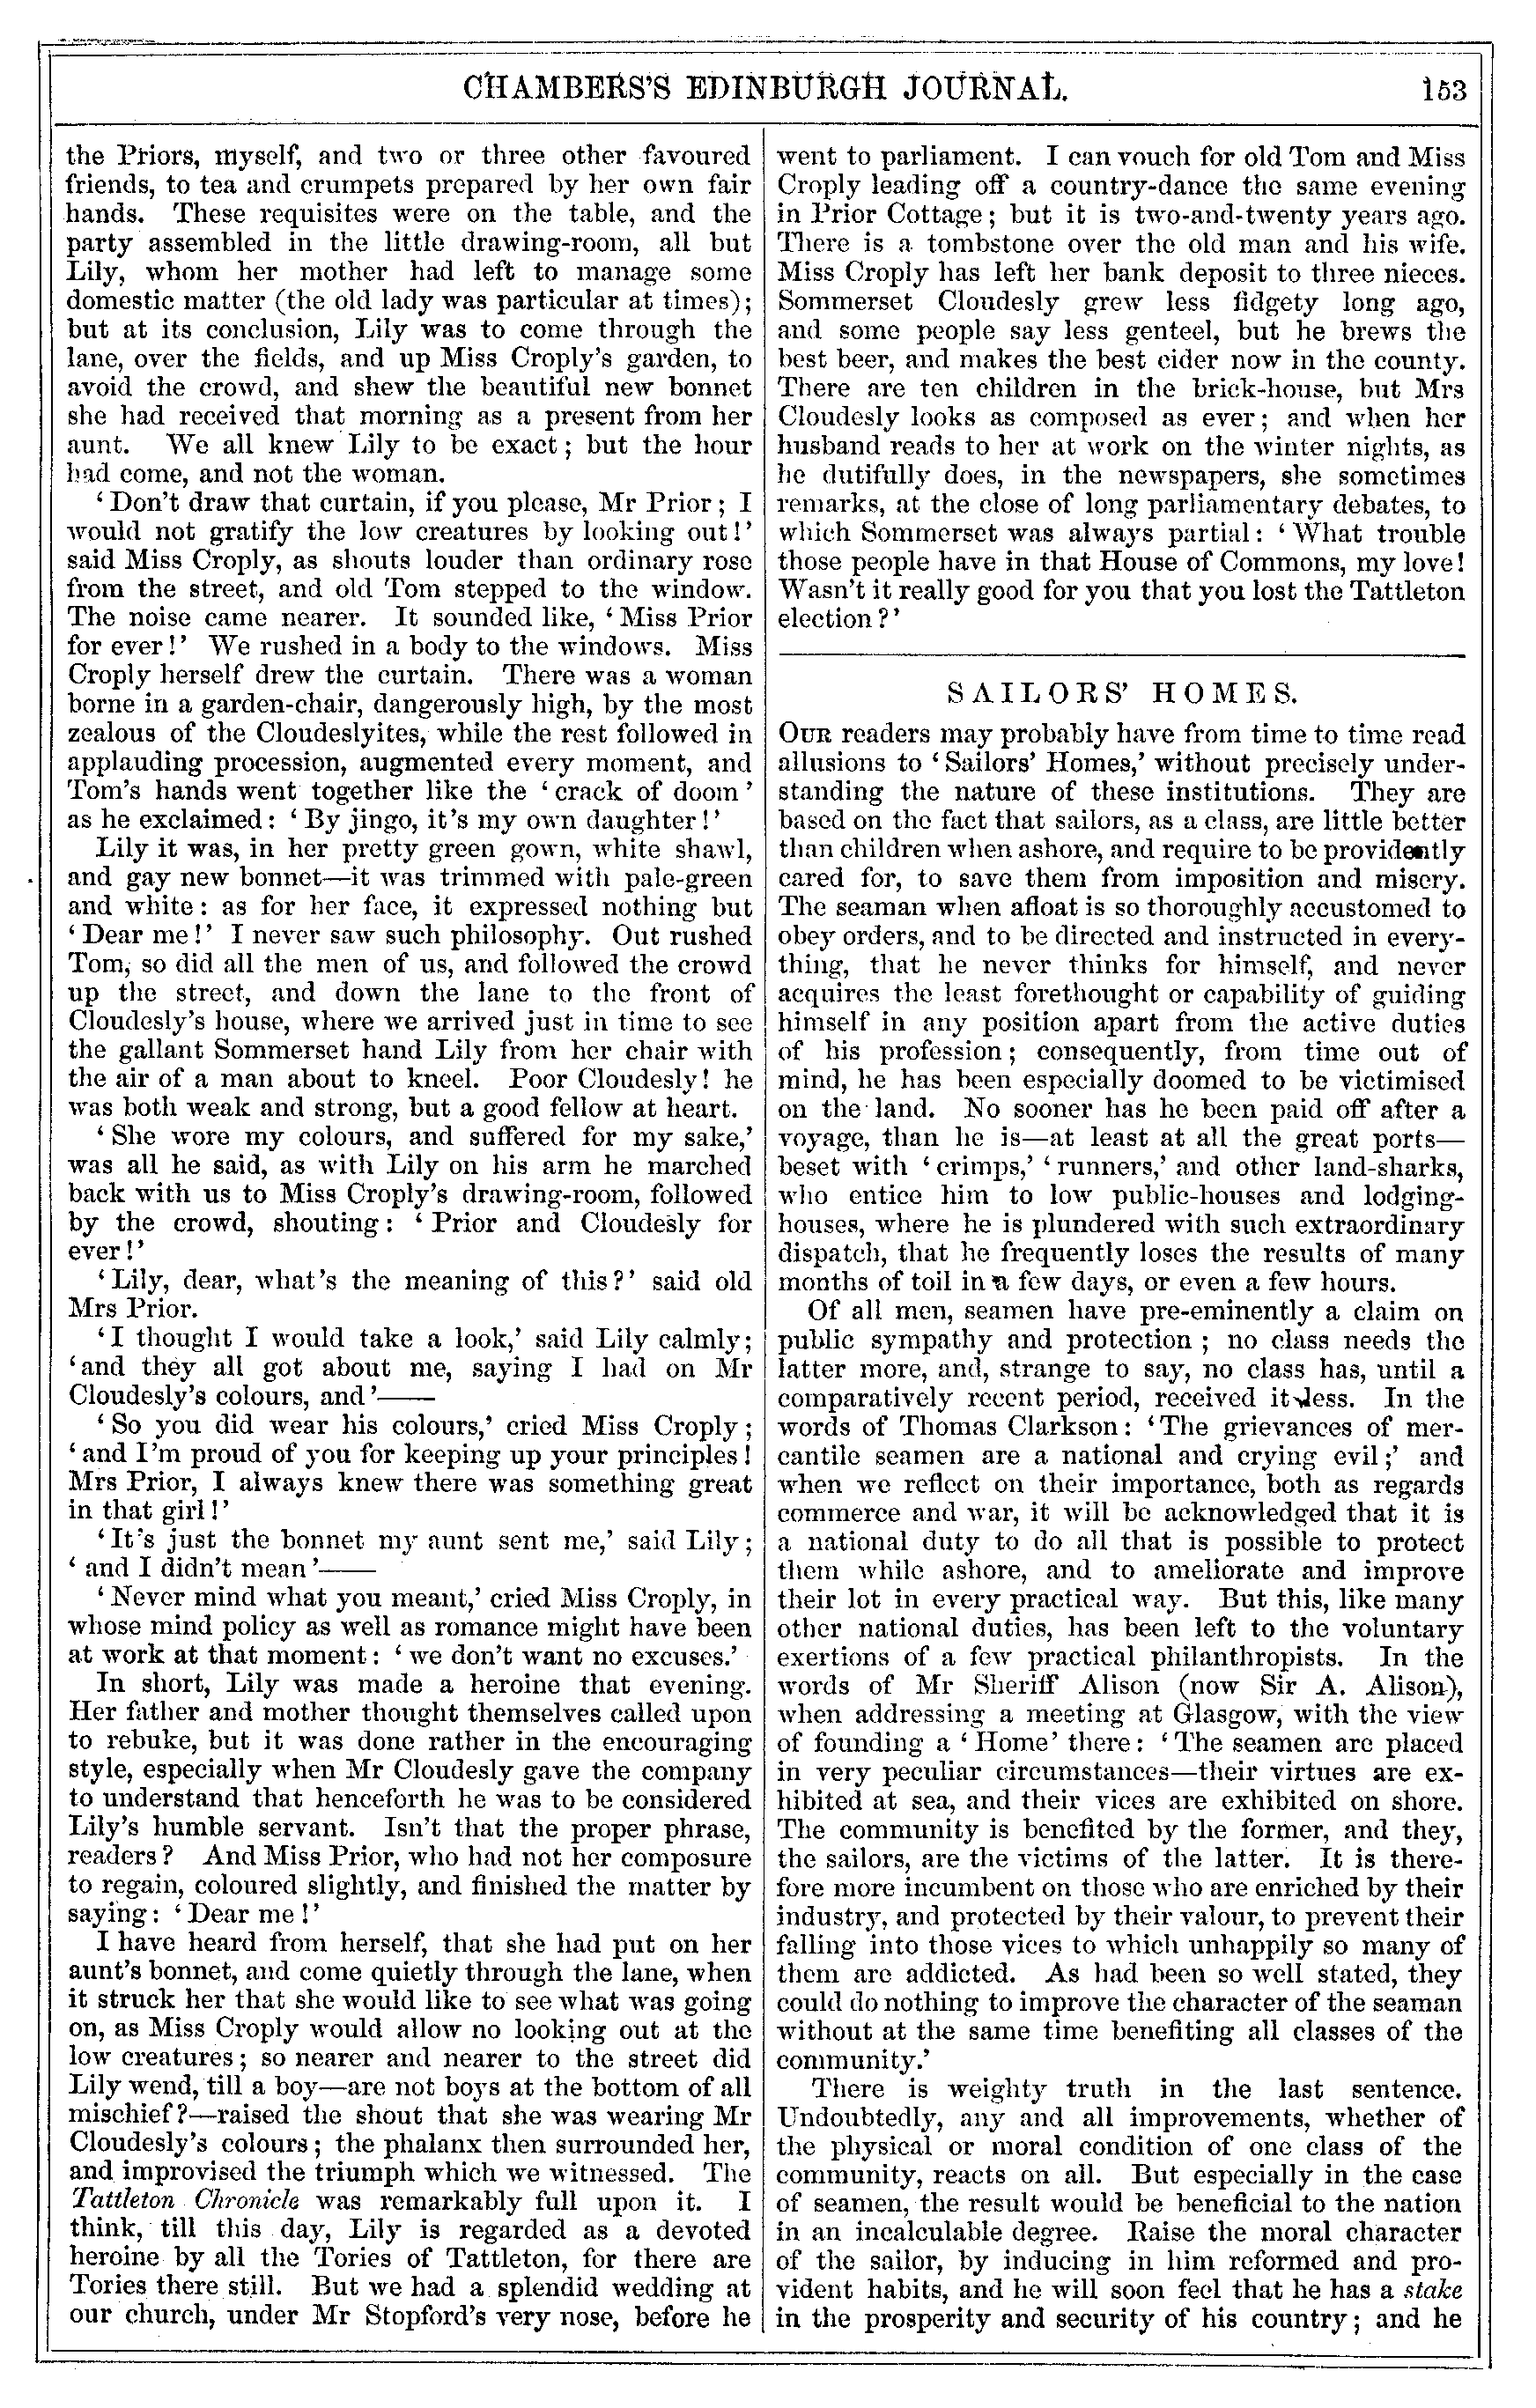 CHAMBERS'S EDINBURGH JOURNAL.
153
the Priors, myself, and two or three other favoured
friends, to tea and crumpets prepared by her own fair
hands. These requisites were on the table, and the
party assembled in the little drawing-room, all but
Lily, whom her mother had left to manage some
domestic matter (the old lady was particular at times);
but at its conclusion, Lily was to come through the
lane, over the fields, and up Miss Croply's garden, to
avoid the crowd, and shew the beautiful new bonnet
she had received that morning as a present from her
aunt. We all knew Lily to be exact; but the hour
had come, and not the woman.
'Don't draw that curtain, if you please, Mr Prior; I
would not gratify the low creatures by looking out!'
said Miss Croply, as shouts louder than ordinary rose
from the street, and old Tom stepped to the window.
The noise came nearer. It sounded like, 'Miss Prior
for ever!' We rushed in a body to the windows. Miss
Croply herself drew the curtain. There was a woman
borne in a garden-chair, dangerously high, by the most
zealous of the Cloudeslyites, while the rest followed in
applauding procession, augmented every moment, and
Tom's hands went together like the 'crack of doom'
as he exclaimed: 'By jingo, it's my own daughter!'
Lily it was, in her pretty green gown, white shawl,
and gay new bonnet—it was trimmed with pale-green
and white: as for her face, it expressed nothing but
'Dear me!' I never saw such philosophy. Out rushed
Tom, so did all the men of us, and followed the crowd
up the street, and down the lane to the front of
Cloudesly's house, where we arrived just in time to see
the gallant Sommerset hand Lily from her chair with
the air of a man about to kneel. Poor Cloudesly! he
was both weak and strong, but a good fellow at heart.
'She wore my colours, and suffered for my sake,'
was all he said, as with Lily on his arm he marched
back with us to Miss Croply's drawing-room, followed
by the crowd, shouting: 'Prior and Cloudesly for
ever!'
'Lily, dear, what's the meaning of this?' said old
Mrs Prior.
'I thought I would take a look,' said Lily calmly;
'and they all got about me, saying I had on Mr
Cloudesly's colours, and'——
'So you did wear his colours,' cried Miss Croply;
'and I'm proud of you for keeping up your principles!
Mrs Prior, I always knew there was something great
in that girl!'
'It's just the bonnet my aunt sent me,' said Lily;
'and I didn't mean'——
'Never mind what you meant,' cried Miss Croply, in
whose mind policy as well as romance might have been
at work at that moment: 'we don't want no excuses.'
In short, Lily was made a heroine that evening.
Her father and mother thought themselves called upon
to rebuke, but it was done rather in the encouraging
style, especially when Mr Cloudesly gave the company
to understand that henceforth he was to be considered
Lily's humble servant. Isn't that the proper phrase,
readers? And Miss Prior, who had not her composure
to regain, coloured slightly, and finished the matter by
saying: 'Dear me!'
I have heard from herself, that she had put on her
aunt's bonnet, and come quietly through the lane, when
it struck her that she would like to see what was going
on, as Miss Croply would allow no looking out at the
low creatures; so nearer and nearer to the street did
Lily wend, till a boy—are not boys at the bottom of all
mischief?—raised the shout that she was wearing Mr
Cloudesly's colours; the phalanx then surrounded her,
and improvised the triumph which we witnessed. The
Tattleton Chronicle was remarkably full upon it. I
think, till this day, Lily is regarded as a devoted
heroine by all the Tories of Tattleton, for there are
Tories there still. But we had a splendid wedding at
our church, under Mr Stopford's very nose, before he
went to parliament. I can vouch for old Tom and Miss
Croply leading off a country-dance the same evening
in Prior Cottage; but it is two-and-twenty years ago.
There is a tombstone over the old man and his wife.
Miss Croply has left her bank deposit to three nieces.
Sommerset Cloudesly grew less fidgety long ago,
and some people say less genteel, but he brews the
best beer, and makes the best cider now in the county.
There are ten children in the brick-house, but Mrs
Cloudesly looks as composed as ever; and when her
husband reads to her at work on the winter nights, as
he dutifully does, in the newspapers, she sometimes
remarks, at the close of long parliamentary debates, to
which Sommerset was always partial: 'What trouble
those people have in that House of Commons, my love!
Wasn't it really good for you that you lost the Tattleton
election?'
SAILORS' HOMES.
OUR readers may probably have from time to time read
allusions to 'Sailors' Homes,' without precisely under-
standing the nature of these institutions. They are
based on the fact that sailors, as a class, are little better
than children when ashore, and require to be providently
cared for, to save them from imposition and misery.
The seaman when afloat is so thoroughly accustomed to
obey orders, and to be directed and instructed in every-
thing, that he never thinks for himself, and never
acquires the least forethought or capability of guiding
himself in any position apart from the active duties
of his profession; consequently, from time out of
mind, he has been especially doomed to be victimised
on the land. No sooner has he been paid off after a
voyage, than he is—at least at all the great ports—
beset with 'crimps,' 'runners,' and other land-sharks,
who entice him to low public-houses and lodging-
houses, where he is plundered with such extraordinary
dispatch, that he frequently loses the results of many
months of toil in a few days, or even a few hours.
Of all men, seamen have pre-eminently a claim on
public sympathy and protection; no class needs the
latter more, and, strange to say, no class has, until a
comparatively recent period, received it less. In the
words of Thomas Clarkson: 'The grievances of mer-
cantile seamen are a national and crying evil;' and
when we reflect on their importance, both as regards
commerce and war, it will be acknowledged that it is
a national duty to do all that is possible to protect
them while ashore, and to ameliorate and improve
their lot in every practical way. But this, like many
other national duties, has been left to the voluntary
exertions of a few practical philanthropists. In the
words of Mr Sheriff Alison (now Sir A. Alison),
when addressing a meeting at Glasgow, with the view
of founding a 'Home' there: 'The seamen are placed
in very peculiar circumstances—their virtues are ex-
hibited at sea, and their vices are exhibited on shore.
The community is benefited by the former, and they,
the sailors, are the victims of the latter. It is there-
fore more incumbent on those who are enriched by their
industry, and protected by their valour, to prevent their
falling into those vices to which unhappily so many of
them are addicted. As had been so well stated, they
could do nothing to improve the character of the seaman
without at the same time benefiting all classes of the
community.'
There is weighty truth in the last sentence.
Undoubtedly, any and all improvements, whether of
the physical or moral condition of one class of the
community, reacts on all. But especially in the case
of seamen, the result would be beneficial to the nation
in an incalculable degree. Raise the moral character
of the sailor, by inducing in him reformed and pro-
vident habits, and he will soon feel that he has a stake
in the prosperity and security of his country; and he